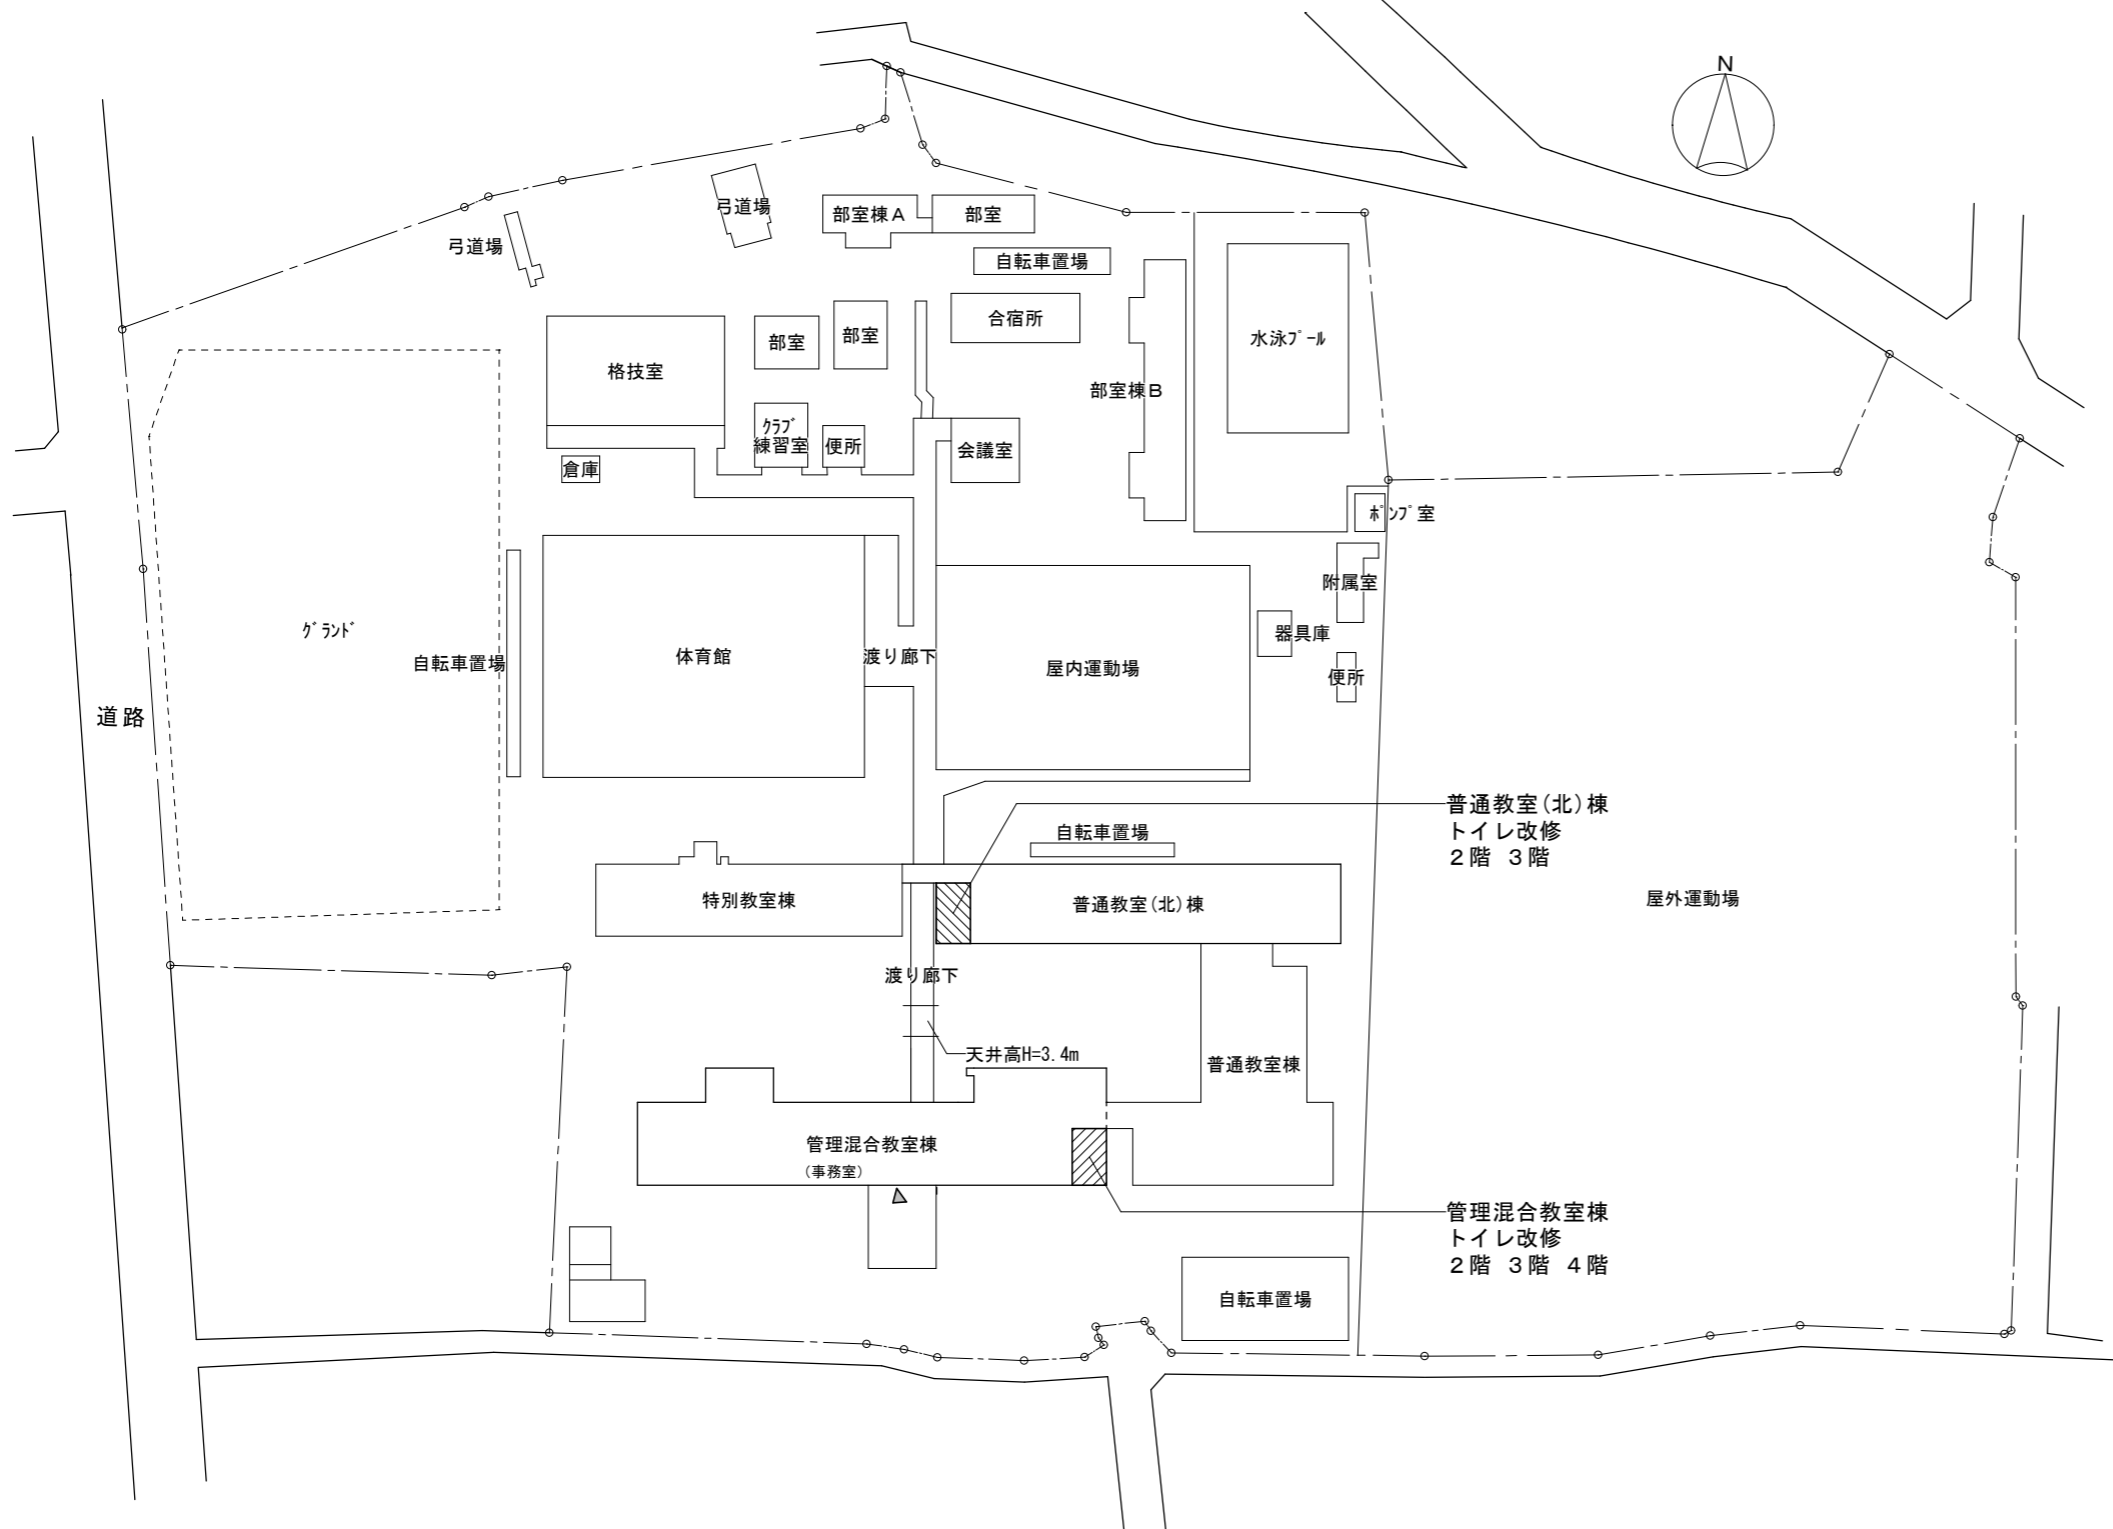 N
弓道場
弓道場
部室棟A
部室
自転車置場
合宿所
水泳ﾌﾟｰﾙ
部室
部室
格技室
部室棟B
ｸﾗﾌﾞ
練習室
便所
会議室
倉庫
ﾎﾟﾝﾌﾟ室
附属室
器具庫
便所
ｸﾞﾗﾝﾄﾞ
自転車置場
体育館
渡り廊下
屋内運動場
道路
普通教室(北)棟
トイレ改修
2階 3階
自転車置場
特別教室棟
普通教室(北)棟
屋外運動場
渡り廊下
天井高H=3.4m
普通教室棟
管理混合教室棟
(事務室)
管理混合教室棟
トイレ改修
2階 3階 4階
自転車置場